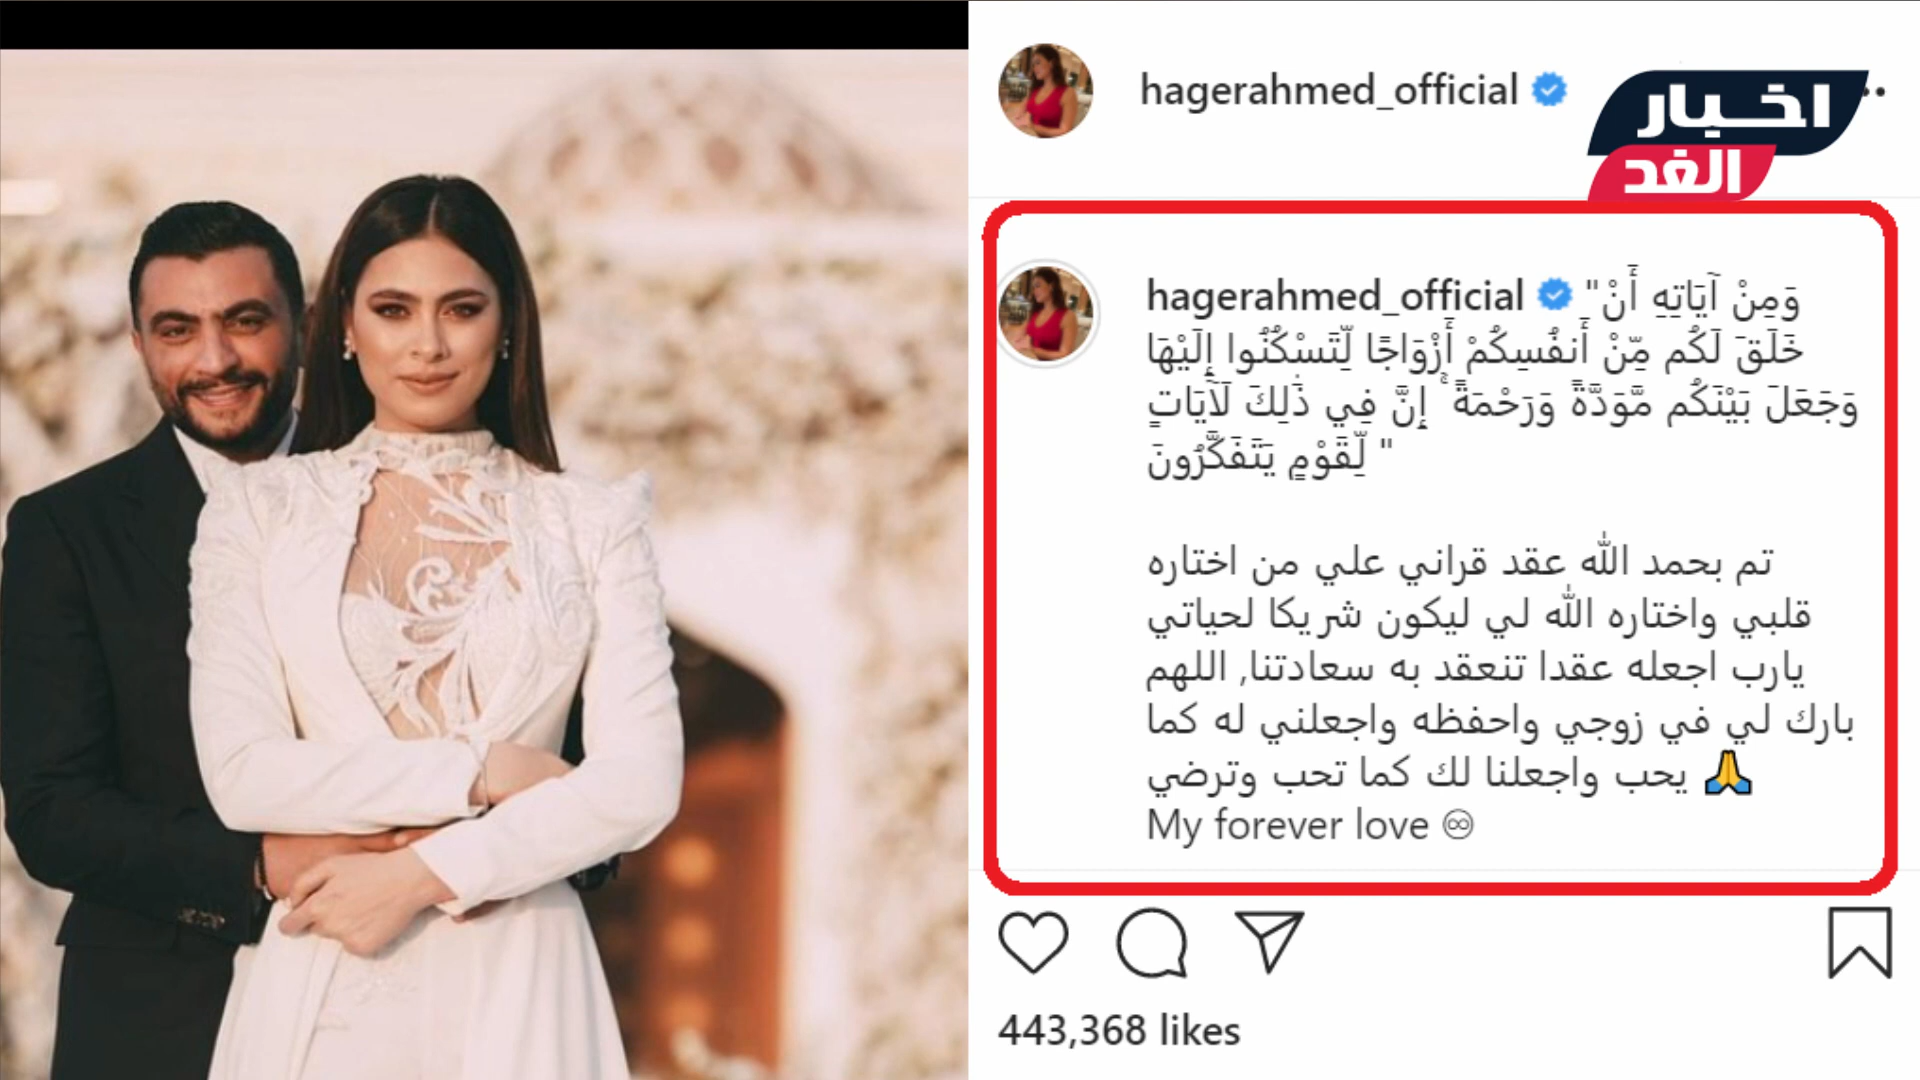 hagerahmed_official
اخبار
الغد
hagerahmed_official "وَمِنْ آيَاتِهِ أَنْ
خَلَقَ لَكُم مِّنْ أَنفُسِكُمْ أَزْوَاجًا لِّتَسْكُنُوا إِلَيْهَا
وَجَعَلَ بَيْنَكُم مَّوَدَّةً وَرَحْمَةً ۚ إِنَّ فِي ذَٰلِكَ لَآيَاتٍ
لِّقَوْمٍ يَتَفَكَّرُونَ "
تم بحمد الله عقد قراني علي من اختاره
قلبي واختاره الله لي ليكون شريكا لحياتي
يارب اجعله عقدا تنعقد به سعادتنا, اللهم
بارك لي في زوجي واحفظه واجعلني له كما
يحب واجعلنا لك كما تحب وترضي 🙏
My forever love ♾
443,368 likes